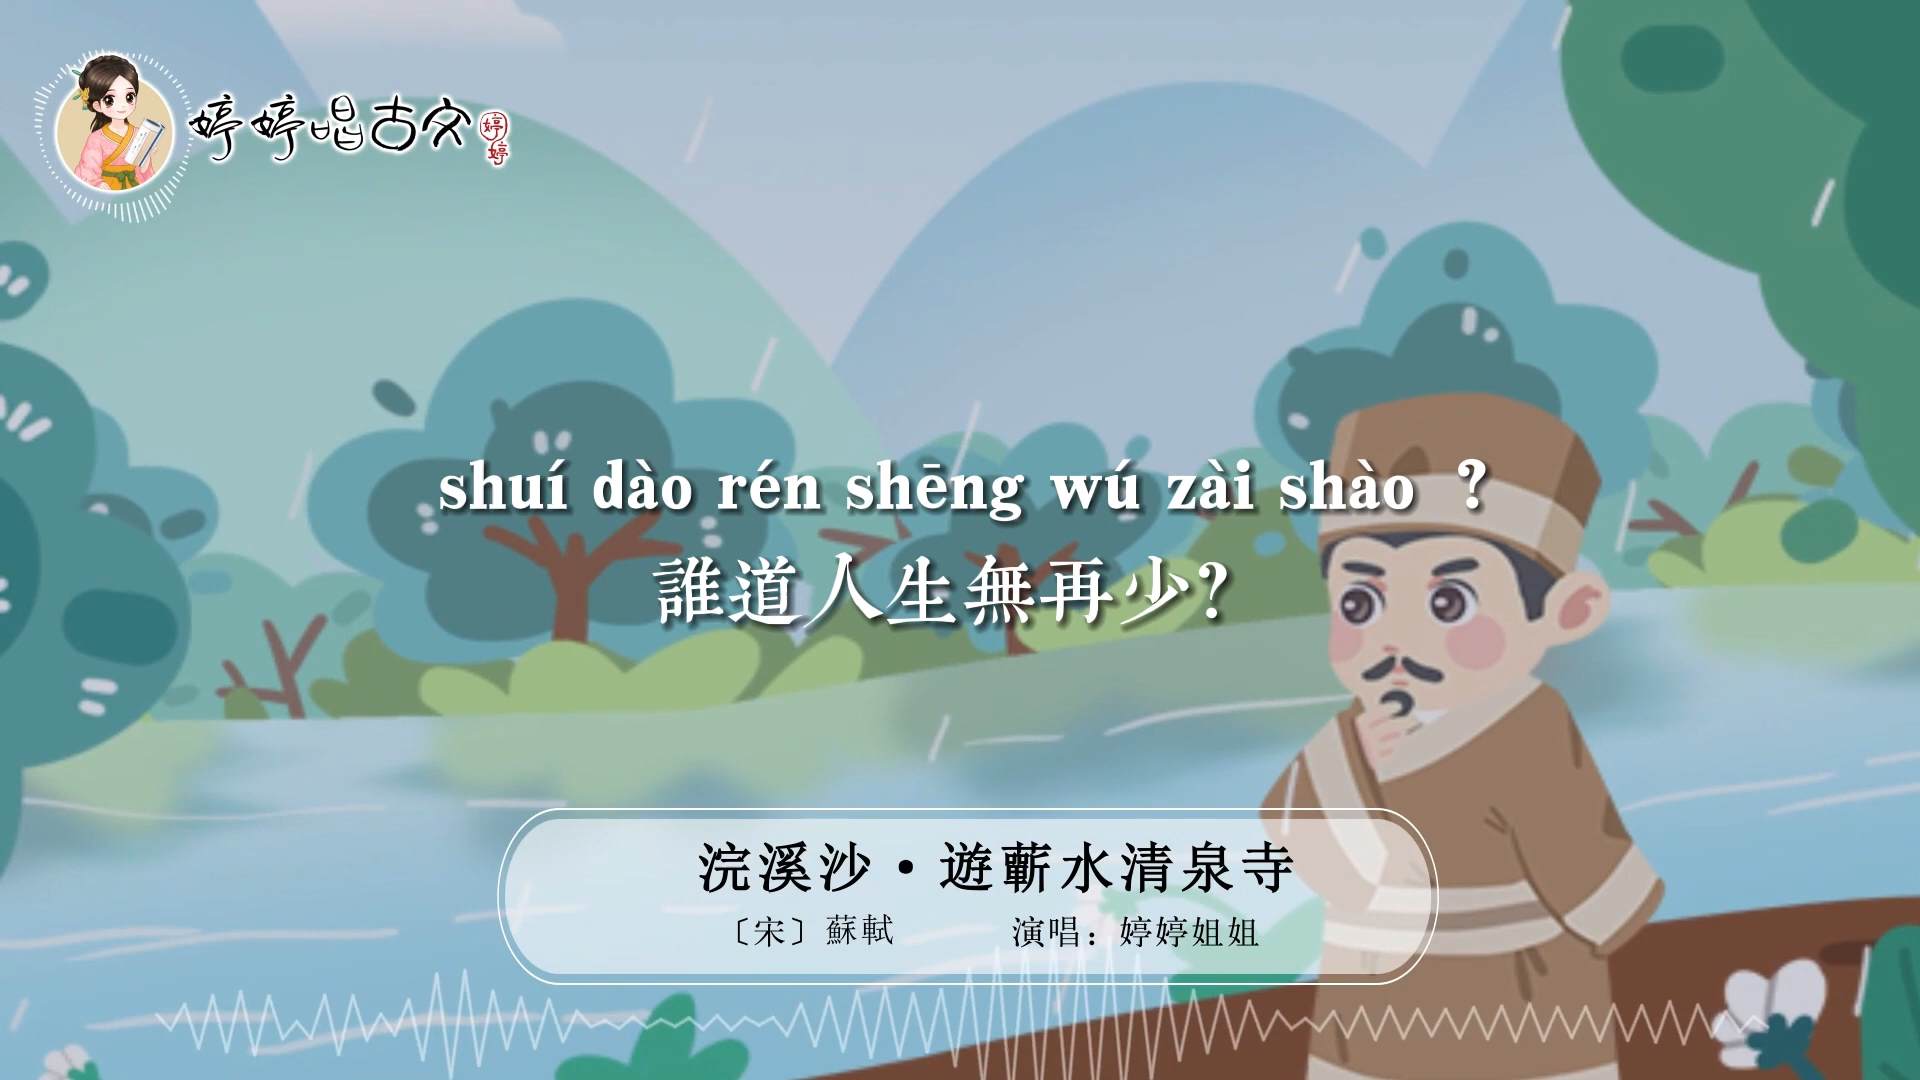 婷婷唱古文
婷婷
shuí dào rén shēng wú zài shào ?
誰道人生無再少?
浣溪沙·遊蘄水清泉寺
〔宋〕蘇軾 演唱：婷婷姐姐